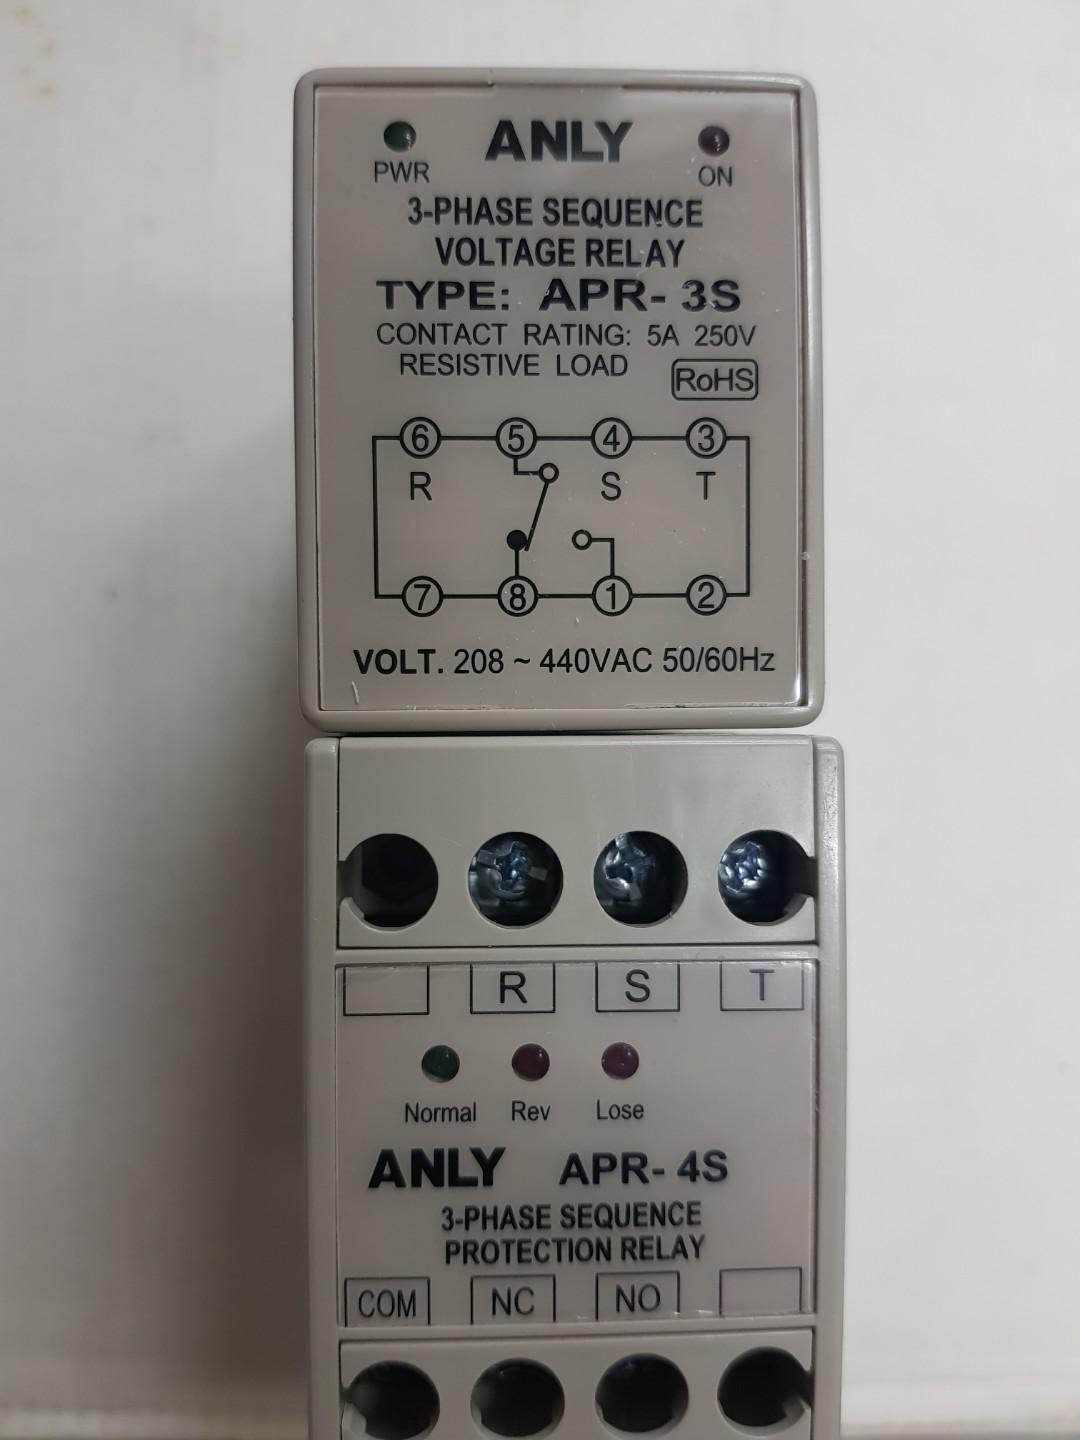 ANLY
PWR
ON
3-PHASE SEQUENCE
VOLTAGE RELAY
TYPE: APR- 3S
CONTACT RATING: 5A 250V
RESISTIVE LOAD
RoHS
6 5 4 3
R S T
7 8 1 2
VOLT. 208 ~ 440VAC 50/60Hz
R S T
Normal Rev Lose
ANLY APR- 4S
3-PHASE SEQUENCE
PROTECTION RELAY
COM NC NO